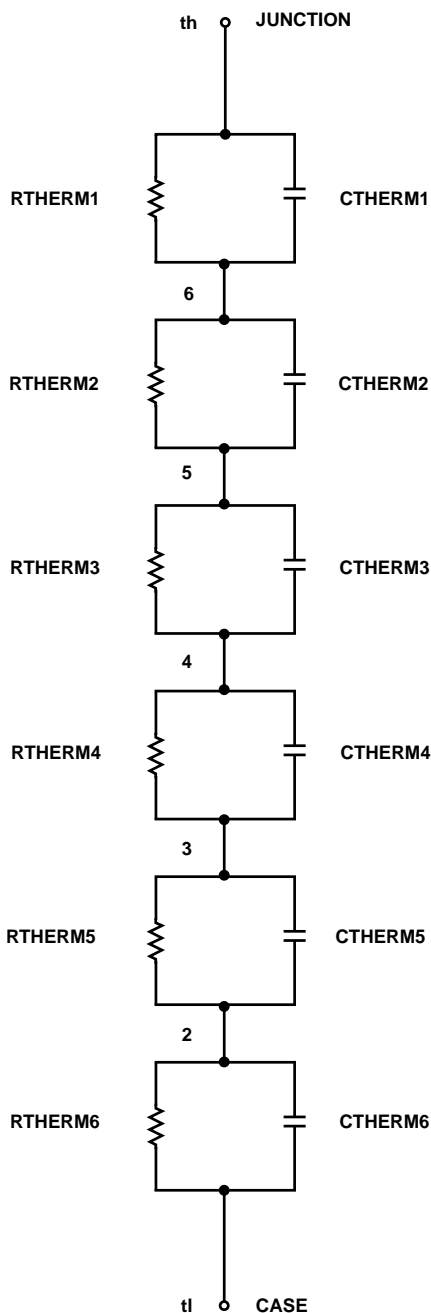 th JUNCTION
RTHERM1 CTHERM1
6
RTHERM2 CTHERM2
5
RTHERM3 CTHERM3
4
RTHERM4 CTHERM4
3
RTHERM5 CTHERM5
2
RTHERM6 CTHERM6
tl CASE